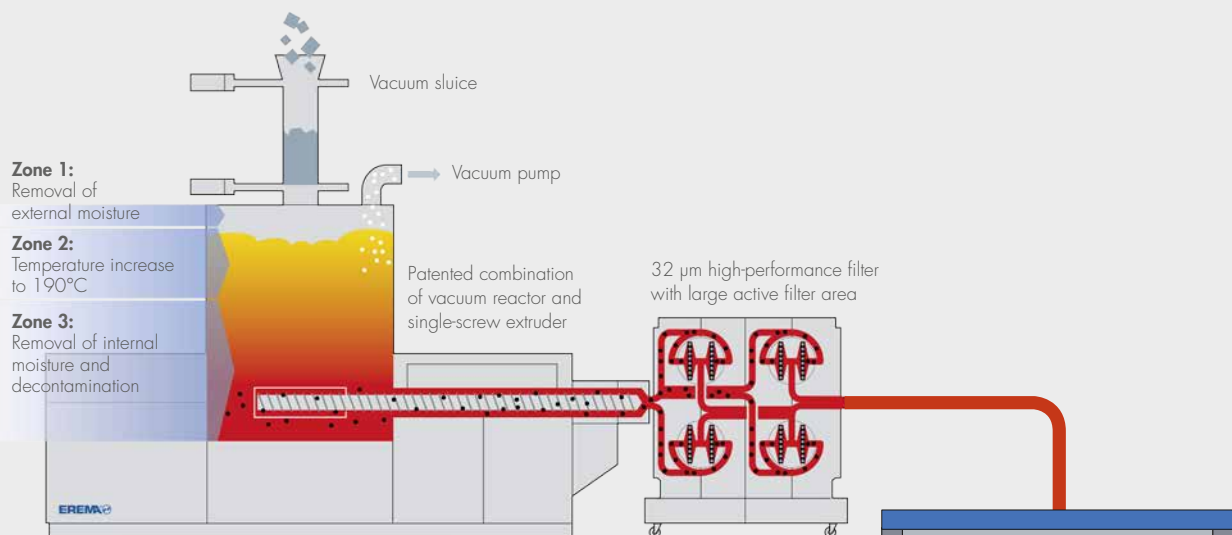 Vacuum sluice
Zone 1:
Removal of
external moisture
Vacuum pump
Zone 2:
Temperature increase
to 190°C
Patented combination
of vacuum reactor and
single-screw extruder
32 µm high-performance filter
with large active filter area
Zone 3:
Removal of internal
moisture and
decontamination
EREMA